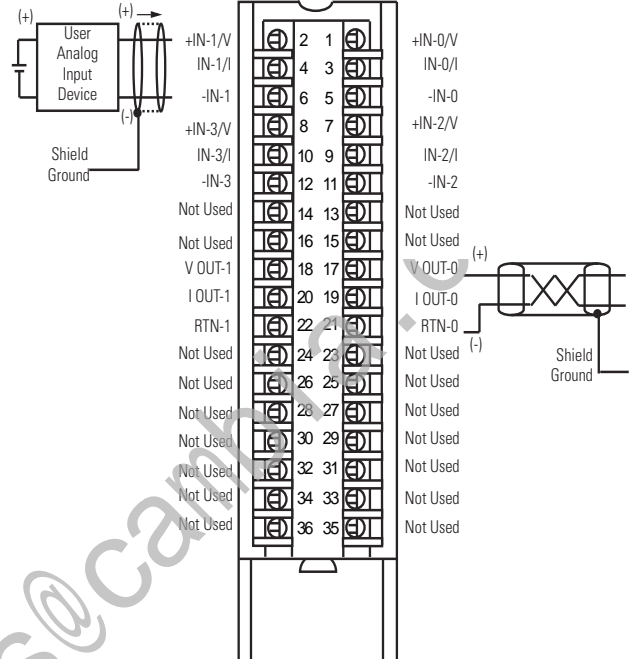 (+) (+)
User
Analog
Input
Device
(-)
Shield
Ground
+IN-1/V 2 1 +IN-0/V
IN-1/I 4 3 IN-0/I
-IN-1 6 5 -IN-0
+IN-3/V 8 7 +IN-2/V
IN-3/I 10 9 IN-2/I
-IN-3 12 11 -IN-2
Not Used 14 13 Not Used
Not Used 16 15 Not Used
V OUT-1 18 17 V OUT-0 (+)
I OUT-1 20 19 I OUT-0
RTN-1 22 21 RTN-0 (-)
Not Used 24 23 Not Used
Shield
Ground
Not Used 26 25 Not Used
Not Used 28 27 Not Used
Not Used 30 29 Not Used
Not Used 32 31 Not Used
Not Used 34 33 Not Used
Not Used 36 35 Not Used
s@cambia.c